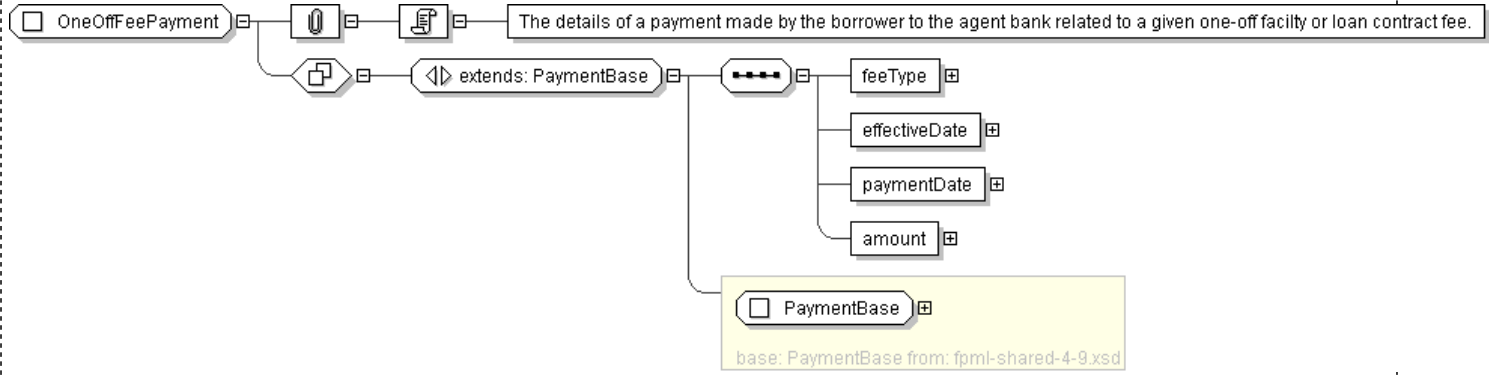 OneOffFeePayment
The details of a payment made by the borrower to the agent bank related to a given one-off facilty or loan contract fee.
extends: PaymentBase
feeType
effectiveDate
paymentDate
amount
PaymentBase
base: PaymentBase from: fpml-shared-4-9.xsd